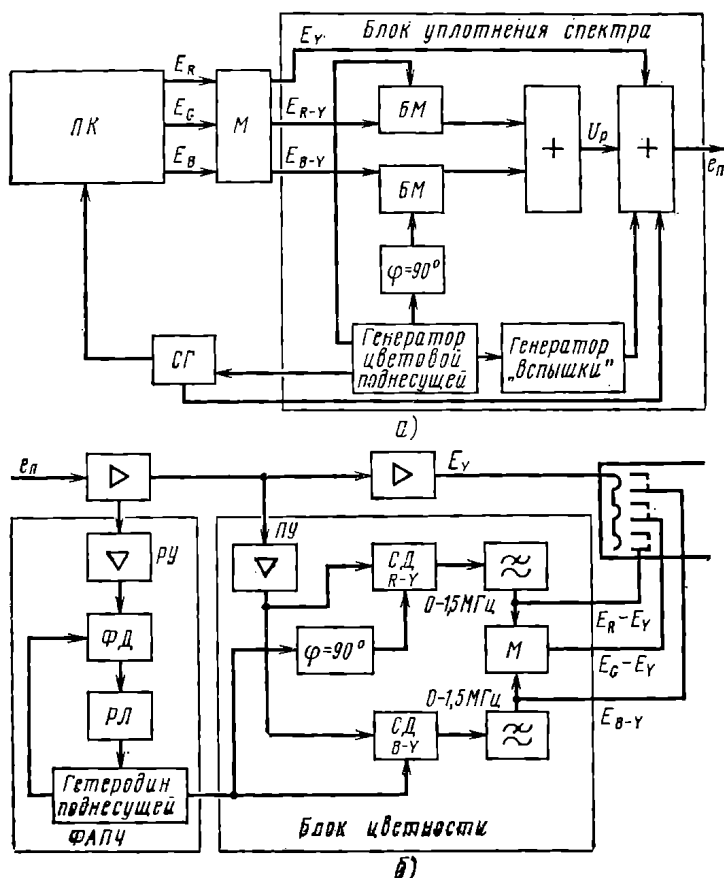 Блок уплотнения спектра
E_Y
ПК
E_R
E_G
E_B
М
E_R-Y
E_B-Y
БМ
БМ
+
U_p
+
e_п
φ=90°
Генератор
цветовой
поднесущей
Генератор
„вспышки"
СГ
а)
e_п
E_Y
ПУ
РУ
ФД
РЛ
Гетеродин
поднесущей
ФАПЧ
φ=90°
СД
R-Y
0-1,5МГц
E_R-E_Y
М
E_G-E_Y
0-1,5МГц
E_B-Y
СД
B-Y
Блок цветности
б)